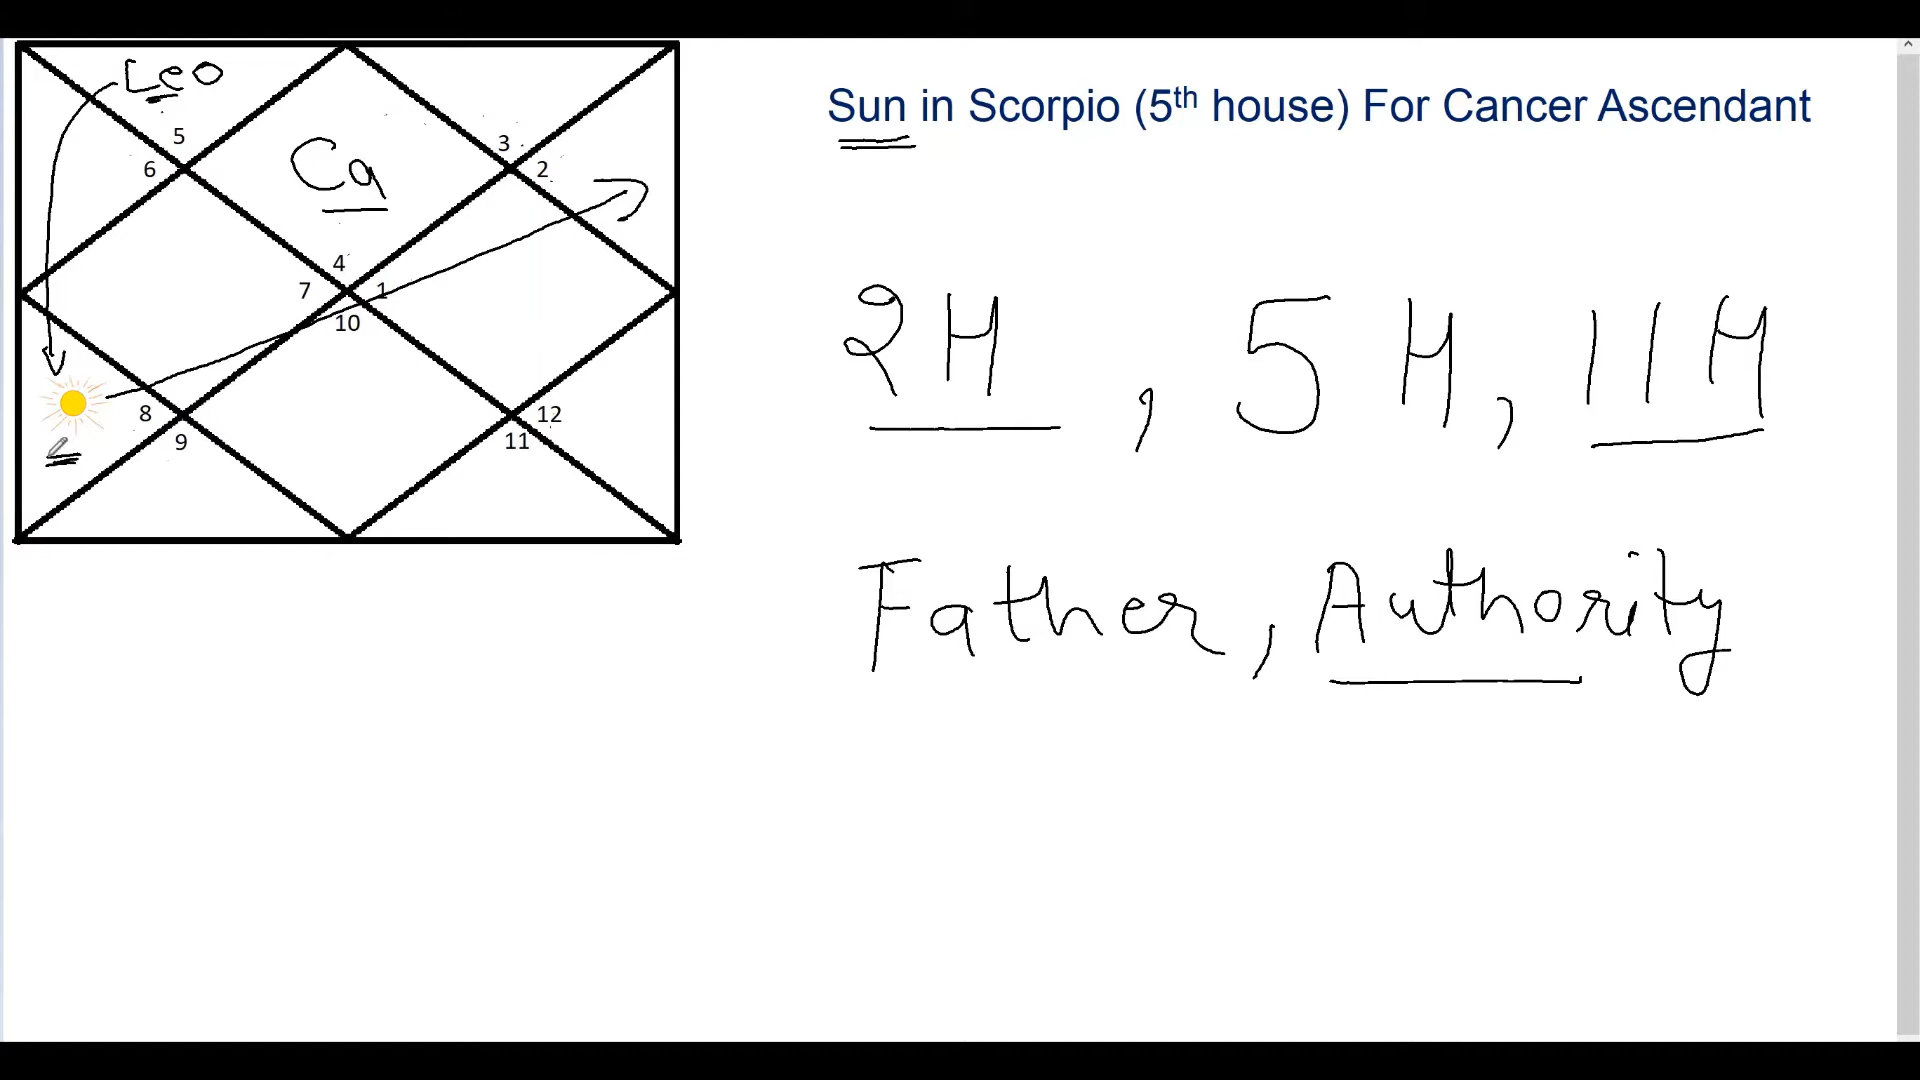 Leo
5
6
Ca
3
2
4
7
1
10
8
9
12
11
Sun in Scorpio (5th house) For Cancer Ascendant
2H, 5H, 11H
Father, Authority